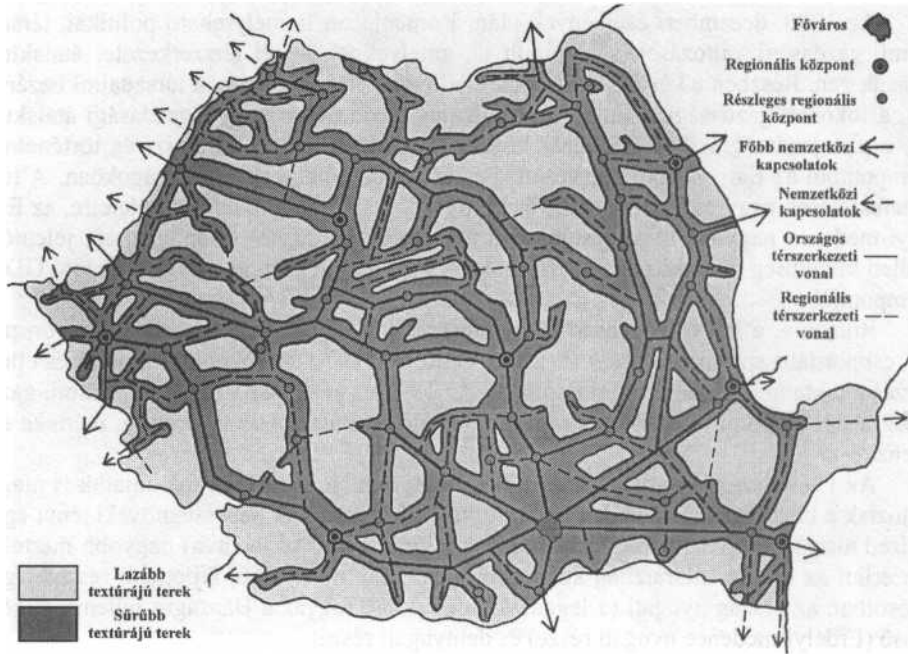 Főváros
Regionális központ
Részleges regionális
központ
Főbb nemzetközi
kapcsolatok
Nemzetközi
kapcsolatok
Országos
térszerkezeti
vonal
Regionális
térszerkezeti
vonal
Lazább
textúrájú terek
Sűrűbb
textúrájú terek